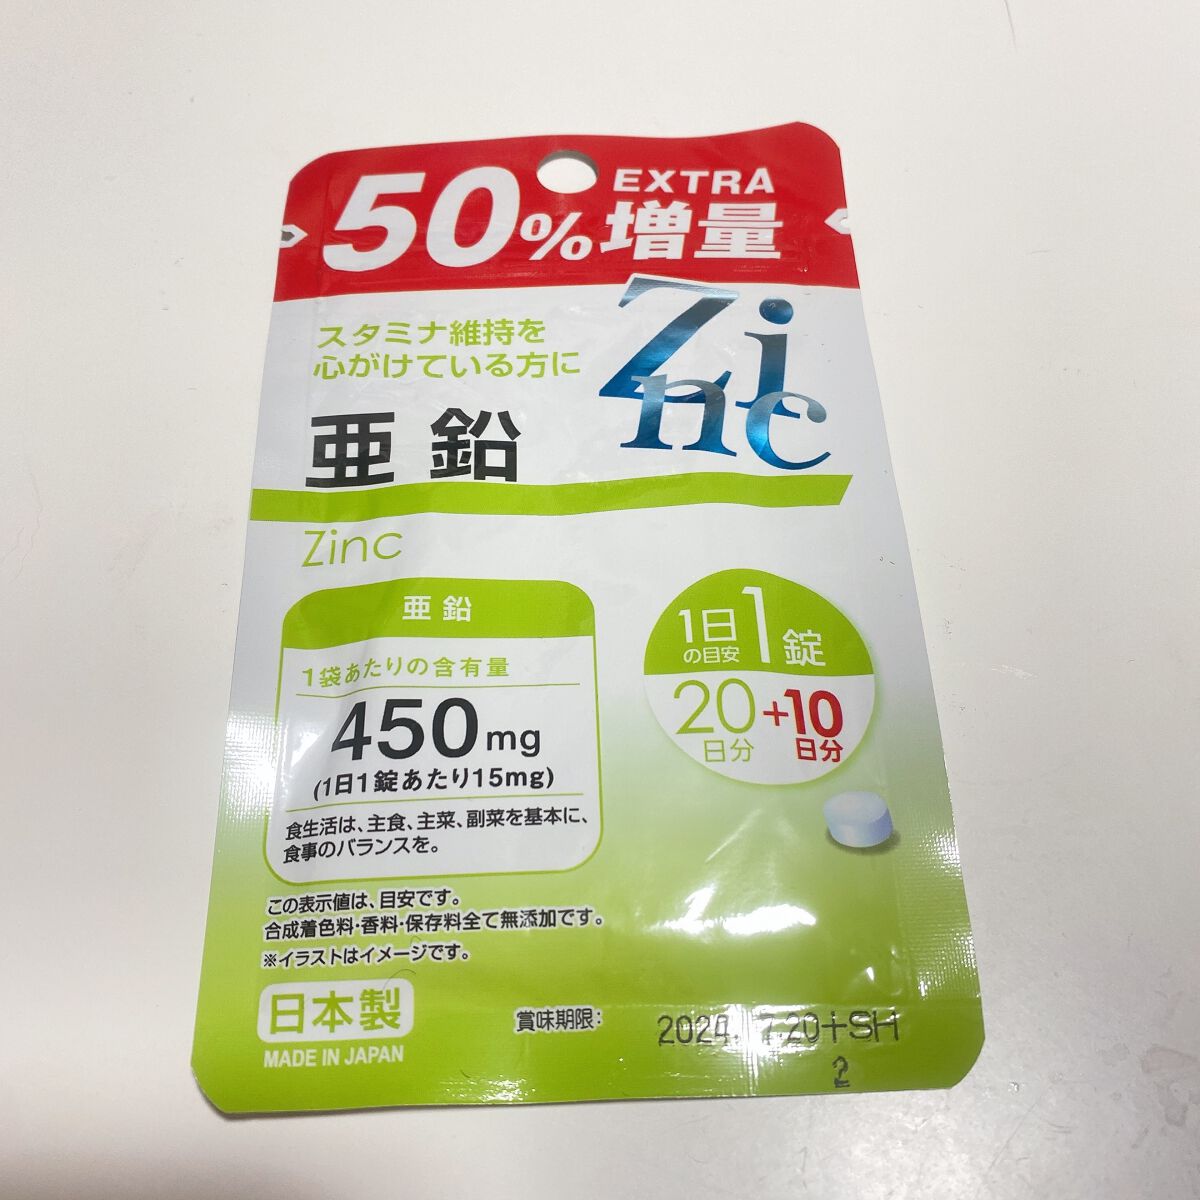 50%
EXTRA
増量
スタミナ維持を
心がけている方に
Zinc
亜鉛
Zinc
亜鉛
1袋あたりの含有量
450mg
(1日1錠あたり15mg)
食生活は、主食、主菜、副菜を基本に、
食事のバランスを。
1日の目安1錠
20日分+10日分
この表示値は、目安です。
合成着色料・香料・保存料全て無添加です。
※イラストはイメージです。
日本製
MADE IN JAPAN
賞味期限: 2024. 7.20+SH
2